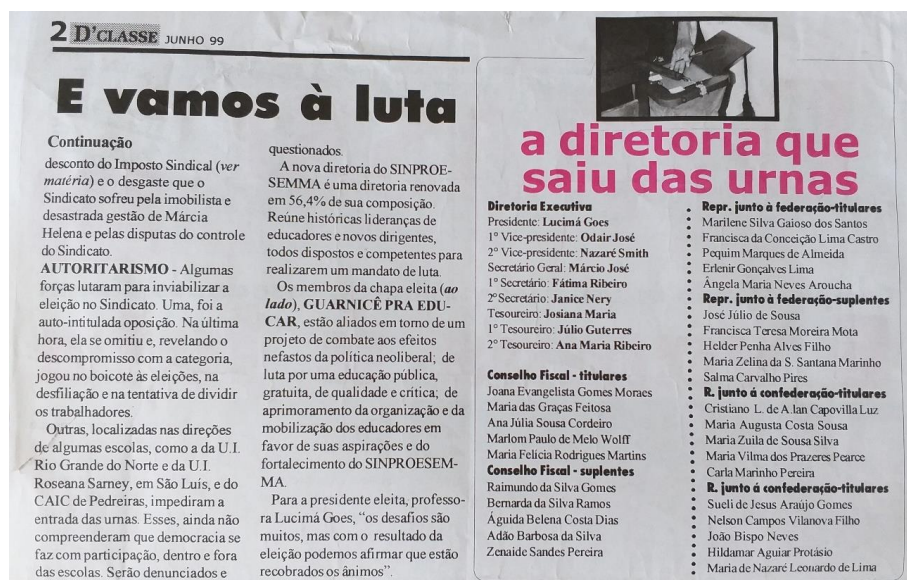 2 D'CLASSE JUNHO 99
E vamos à luta
Continuação
desconto do Imposto Sindical (ver
matéria) e o desgaste que o
Sindicato sofreu pela imobilista e
desastrada gestão de Márcia
Helena e pelas disputas do controle
do Sindicato.
AUTORITARISMO - Algumas
forças lutaram para inviabilizar a
eleição no Sindicato. Uma, foi a
auto-intitulada oposição. Na última
hora, ela se omitiu e, revelando o
descompromisso com a categoria,
jogou no boicote às eleições, na
desfiliação e na tentativa de dividir
os trabalhadores.
Outras, localizadas nas direções
de algumas escolas, como a da U.I.
Rio Grande do Norte e da U.I.
Roseana Sarney, em São Luís, e do
CAIC de Pedreiras, impediram a
entrada das urnas. Esses, ainda não
compreenderam que democracia se
faz com participação, dentro e fora
das escolas. Serão denunciados e
questionados.
A nova diretoria do SINPROE-
SEMMA é uma diretoria renovada
em 56,4% de sua composição.
Reúne históricas lideranças de
educadores e novos dirigentes,
todos dispostos e competentes para
realizarem um mandato de luta.
Os membros da chapa eleita (ao
lado), GUARNICÊ PRA EDU-
CAR, estão aliados em torno de um
projeto de combate aos efeitos
nefastos da política neoliberal; de
luta por uma educação pública,
gratuita, de qualidade e crítica; de
aprimoramento da organização e da
mobilização dos educadores em
favor de suas aspirações e do
fortalecimento do SINPROESEM-
MA.
Para a presidente eleita, professo-
ra Lucimá Goes, “os desafios são
muitos, mas com o resultado da
eleição podemos afirmar que estão
recobrados os ânimos”.
a diretoria que
saiu das urnas
Diretoria Executiva
Presidente: Lucimá Goes
1º Vice-presidente: Odair José
2º Vice-presidente: Nazaré Smith
Secretário Geral: Márcio José
1º Secretário: Fátima Ribeiro
2º Secretário: Janice Nery
Tesoureiro: Josiana Maria
1º Tesoureiro: Júlio Guterres
2º Tesoureiro: Ana Maria Ribeiro
Conselho Fiscal - titulares
Joana Evangelista Gomes Moraes
Maria das Graças Feitosa
Ana Júlia Sousa Cordeiro
Marlom Paulo de Melo Wolff
Maria Felicia Rodrigues Martins
Conselho Fiscal - suplentes
Raimundo da Silva Gomes
Bernarda da Silva Ramos
Águida Belena Costa Dias
Adão Barbosa da Silva
Zenaide Sandes Pereira
Repr. junto à federação-titulares
Marilene Silva Gaioso dos Santos
Francisca da Conceição Lima Castro
Pequim Marques de Almeida
Erlenir Gonçalves Lima
Ângela Maria Neves Aroucha
Repr. junto à federação-suplentes
José Júlio de Sousa
Francisca Teresa Moreira Mota
Helder Penha Alves Filho
Maria Zelina da S. Santana Marinho
Salma Carvalho Pires
R. junto á confederação-titulares
Cristiano L. de A.lan Capovilla Luz
Maria Augusta Costa Sousa
Maria Zuila de Sousa Silva
Maria Vilma dos Prazeres Pearce
Carla Marinho Pereira
R. junto á confederação-titulares
Sueli de Jesus Araújo Gomes
Nelson Campos Vilanova Filho
João Bispo Neves
Hildamar Aguiar Protásio
Maria de Nazaré Leonardo de Lima